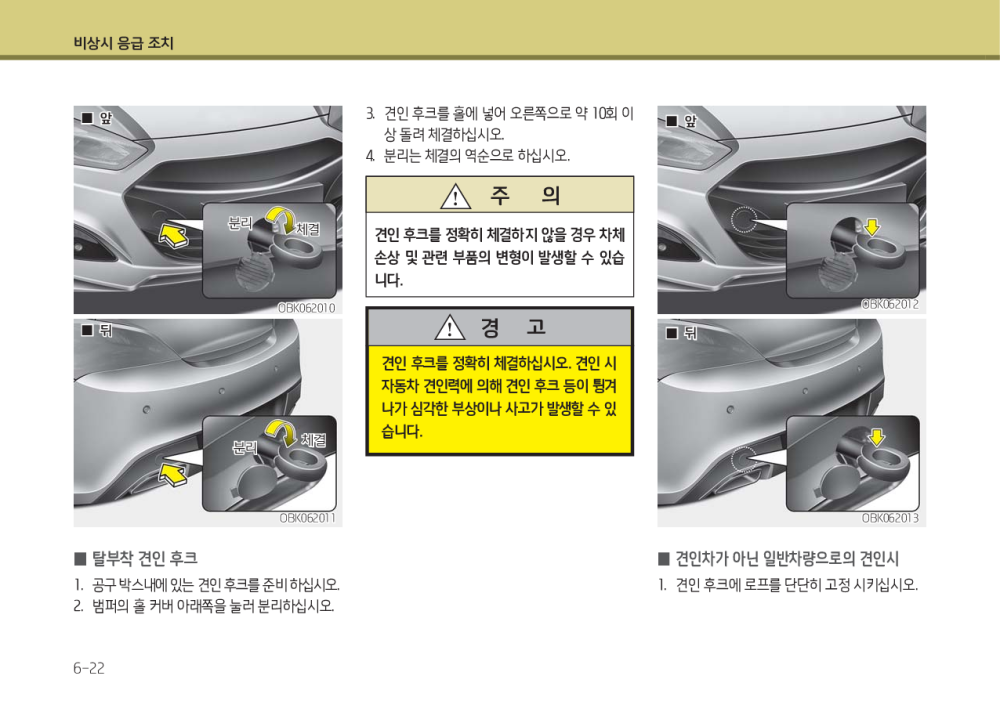 비상시 응급 조치
■ 앞
분리
체결
OBK062010
■ 뒤
분리
체결
OBK062011
■ 탈부착 견인 후크
1. 공구 박스내에 있는 견인 후크를 준비 하십시오.
2. 범퍼의 홀 커버 아래쪽을 눌러 분리하십시오.
3. 견인 후크를 홀에 넣어 오른쪽으로 약 10회 이
상 돌려 체결하십시오.
4. 분리는 체결의 역순으로 하십시오.
주 의
견인 후크를 정확히 체결하지 않을 경우 차체
손상 및 관련 부품의 변형이 발생할 수 있습
니다.
경 고
견인 후크를 정확히 체결하십시오. 견인 시
자동차 견인력에 의해 견인 후크 등이 튕겨
나가 심각한 부상이나 사고가 발생할 수 있
습니다.
■ 앞
OBK062012
■ 뒤
OBK062013
■ 견인차가 아닌 일반차량으로의 견인시
1. 견인 후크에 로프를 단단히 고정 시키십시오.
6-22